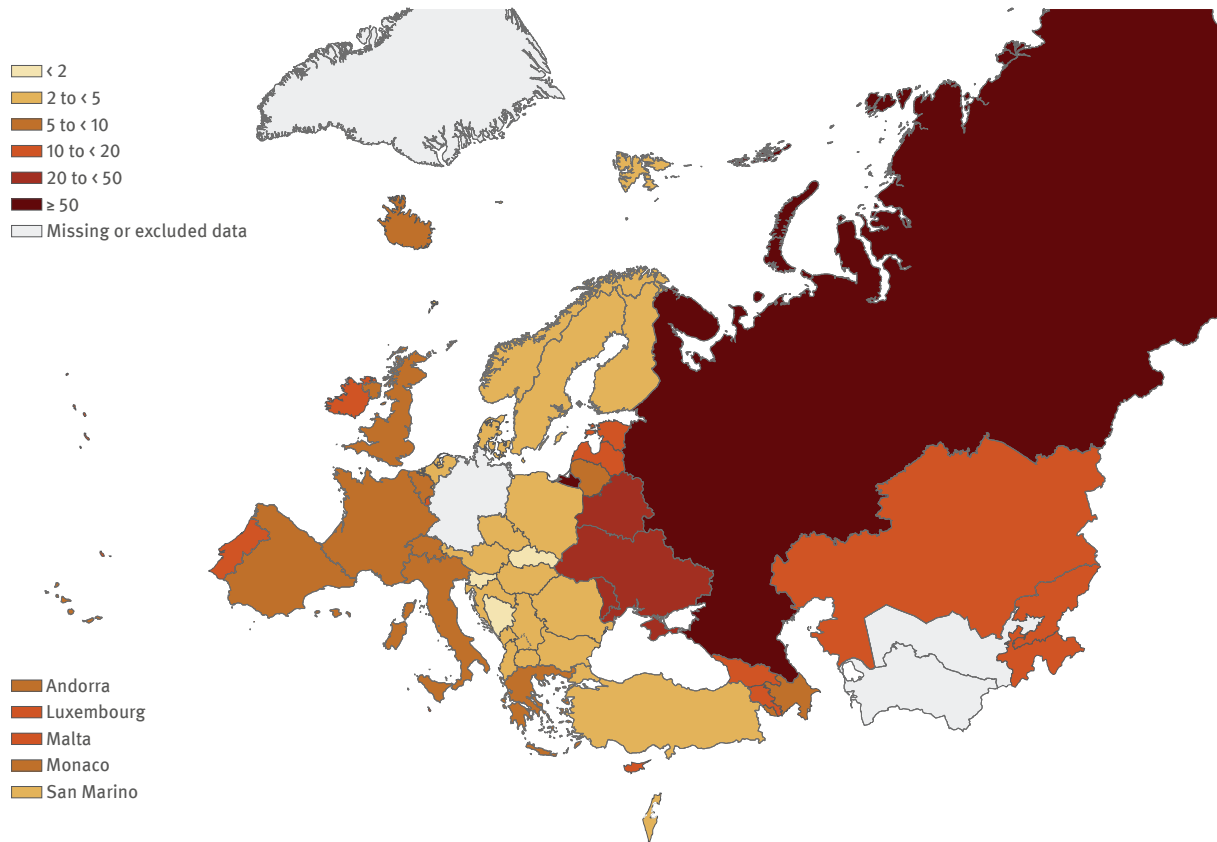 < 2
2 to < 5
5 to < 10
10 to < 20
20 to < 50
≥ 50
Missing or excluded data
Andorra
Luxembourg
Malta
Monaco
San Marino